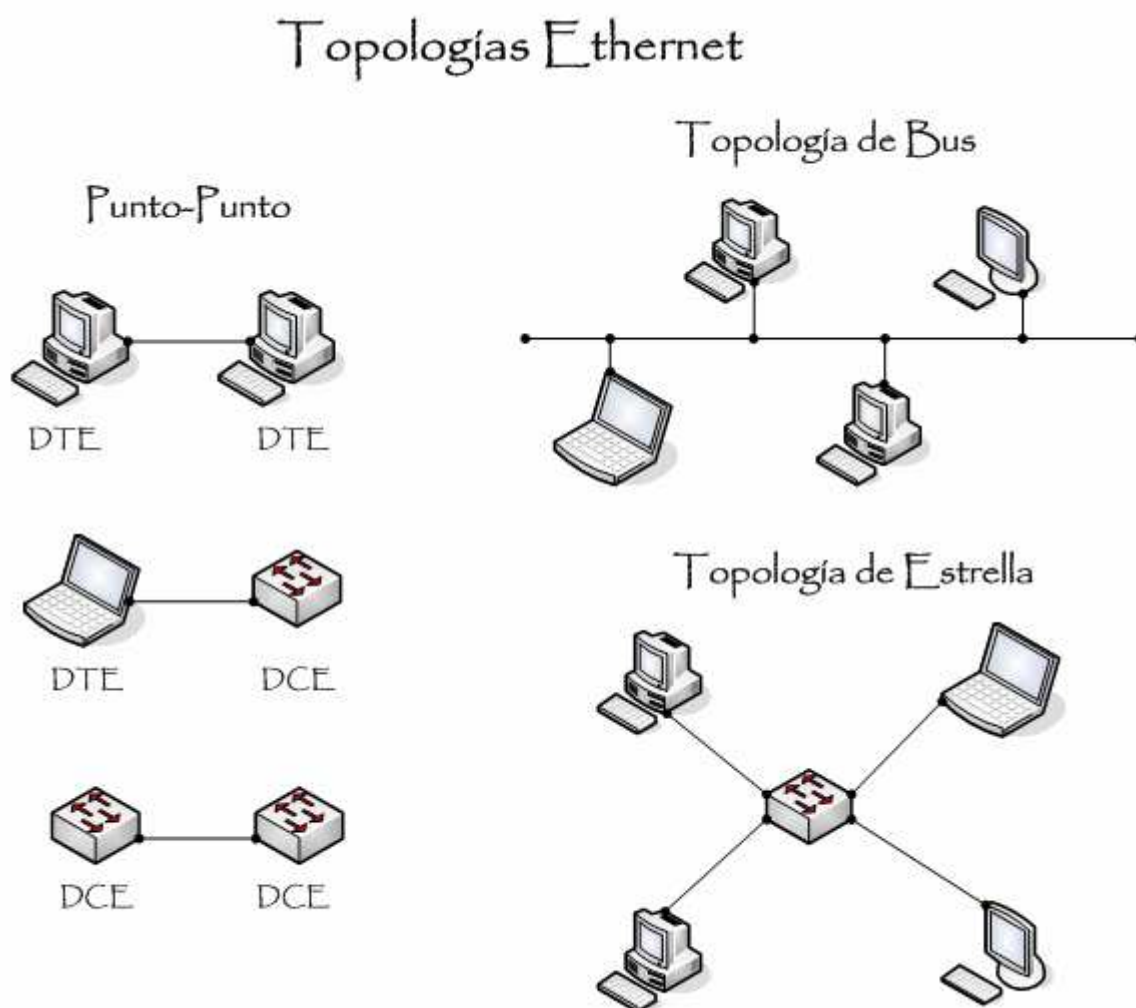 Topologías Ethernet
Topología de Bus
Punto-Punto
DTE
DTE
DTE
DCE
Topología de Estrella
DCE
DCE